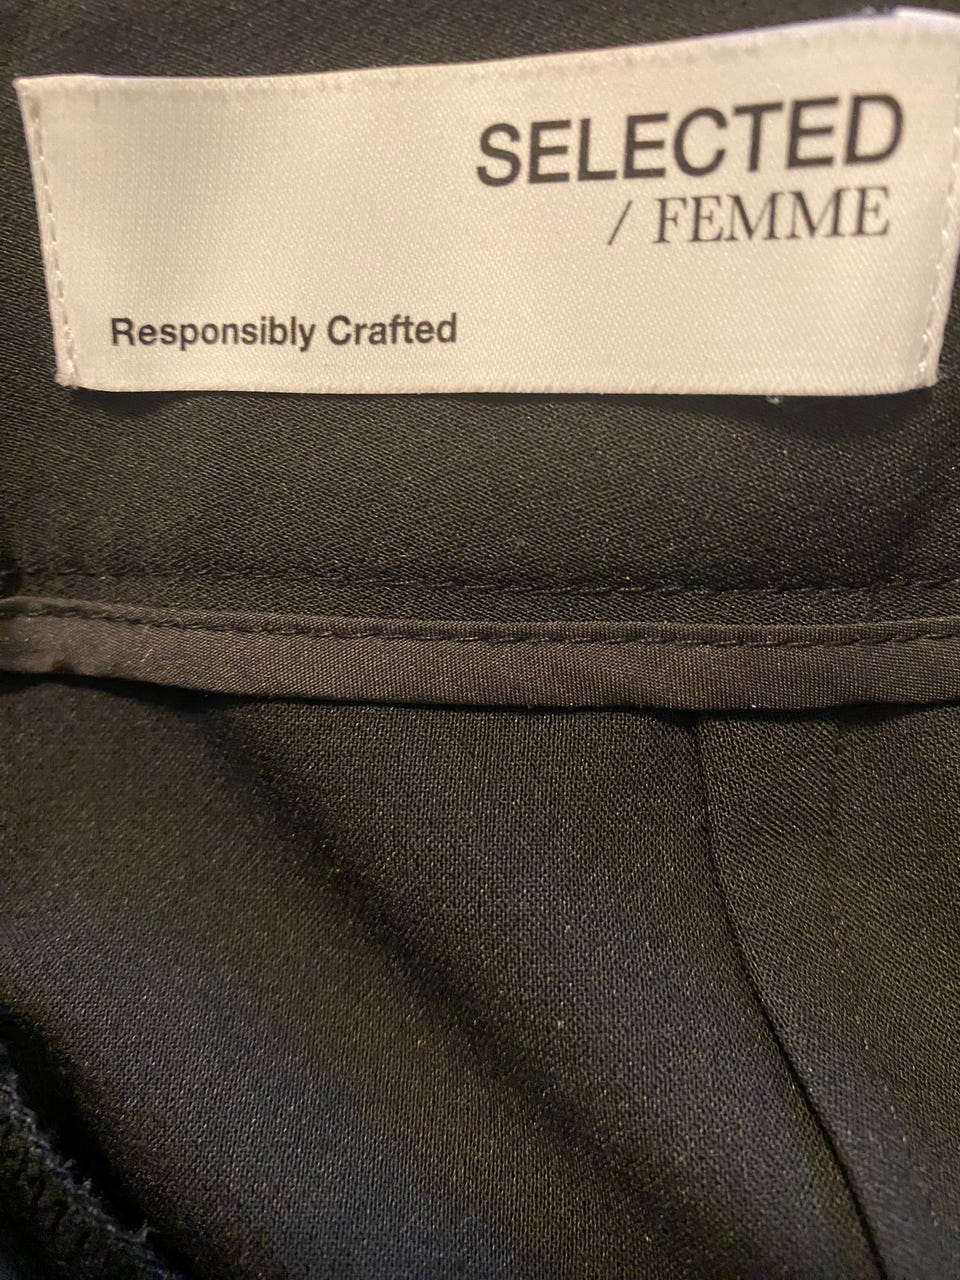 SELECTED
/ FEMME
Responsibly Crafted